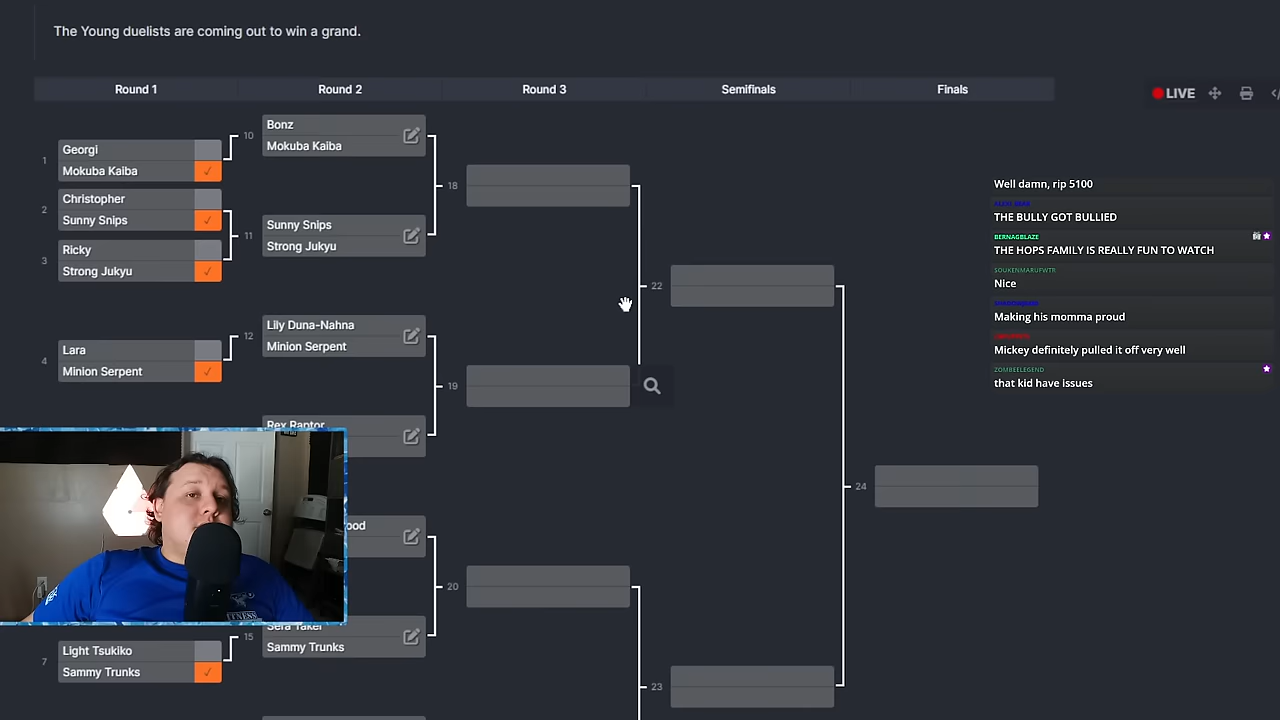 The Young duelists are coming out to win a grand.
Round 1
Round 2
Round 3
Semifinals
Finals
LIVE
1
Georgi
Mokuba Kaiba
2
Christopher
Sunny Snips
3
Ricky
Strong Jukyu
4
Lara
Minion Serpent
7
Light Tsukiko
Sammy Trunks
10
Bonz
Mokuba Kaiba
11
Sunny Snips
Strong Jukyu
12
Lily Duna-Nahna
Minion Serpent
Rex Raptor
ood
15
Sera Taker
Sammy Trunks
18
19
20
22
23
24
Well damn, rip 5100
THE BULLY GOT BULLIED
BERNAGBLAZE
THE HOPS FAMILY IS REALLY FUN TO WATCH
SOUKENMARUFWTR
Nice
Making his momma proud
Mickey definitely pulled it off very well
ZOMBEELEGEND
that kid have issues